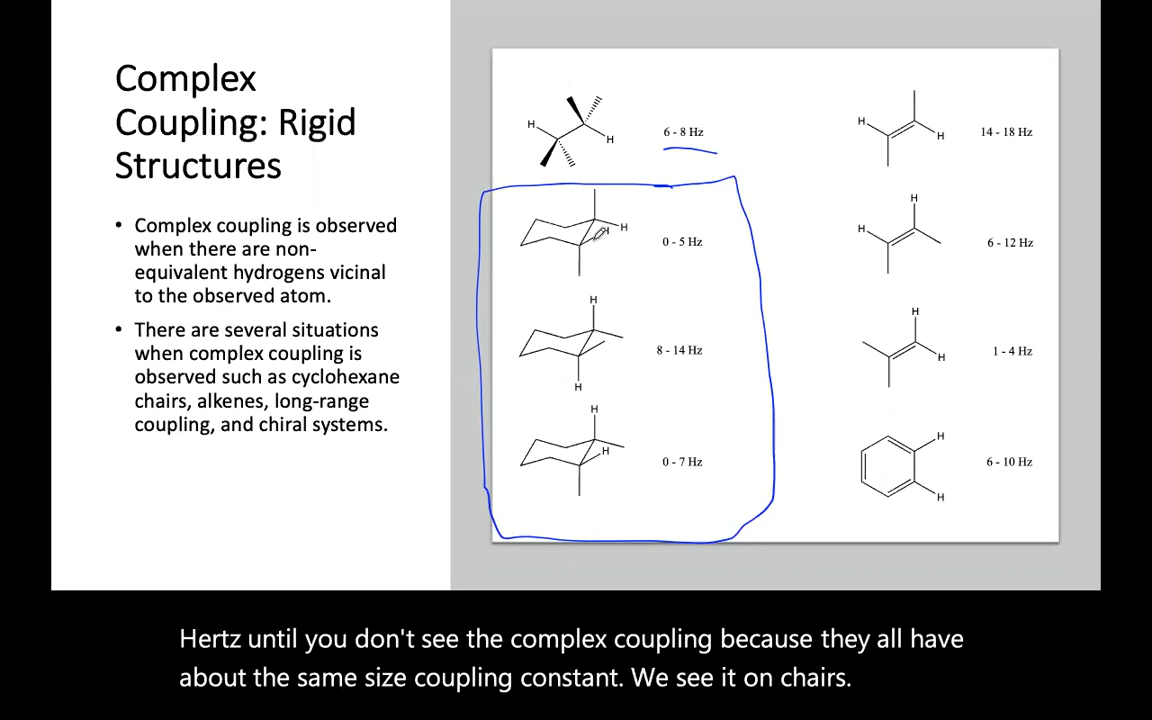 Complex
Coupling: Rigid
Structures
• Complex coupling is observed
when there are non-
equivalent hydrogens vicinal
to the observed atom.
• There are several situations
when complex coupling is
observed such as cyclohexane
chairs, alkenes, long-range
coupling, and chiral systems.
H
H
6 - 8 Hz
H
0 - 5 Hz
H
H
8 - 14 Hz
H
H
0 - 7 Hz
H
H
14 - 18 Hz
H
H
6 - 12 Hz
H
H
1 - 4 Hz
H
H
6 - 10 Hz
Hertz until you don't see the complex coupling because they all have
about the same size coupling constant. We see it on chairs.